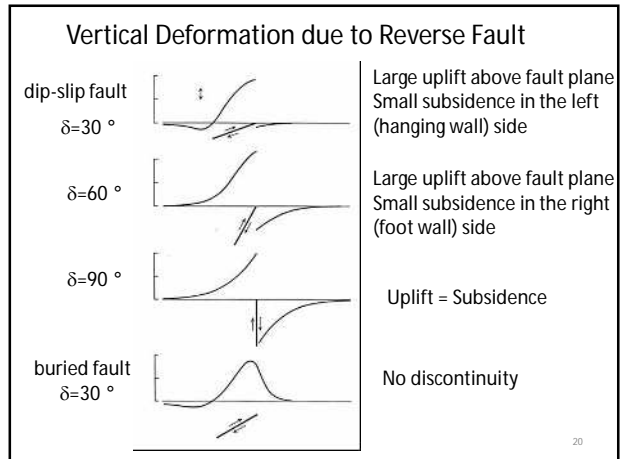 Vertical Deformation due to Reverse Fault
dip-slip fault
δ=30 °
Large uplift above fault plane
Small subsidence in the left
(hanging wall) side
δ=60 °
Large uplift above fault plane
Small subsidence in the right
(foot wall) side
δ=90 °
Uplift = Subsidence
buried fault
δ=30 °
No discontinuity
20